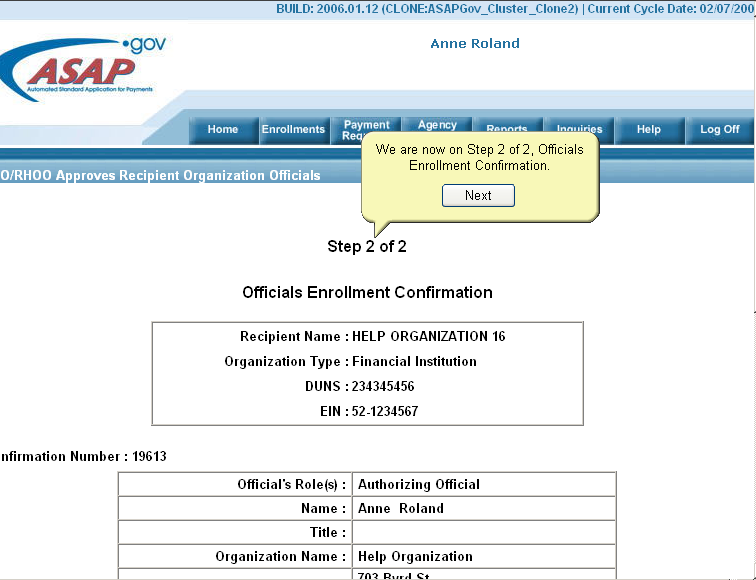 BUILD: 2006.01.12 (CLONE:ASAPGov_Cluster_Clone2) | Current Cycle Date: 02/07/200
.gov
ASAP
Automated Standard Application for Payments
Anne Roland
Home Enrollments Payment Agency Reports Inquiries Help Log Off
We are now on Step 2 of 2, Officials
Enrollment Confirmation.
Next
O/RHOO Approves Recipient Organization Officials
Step 2 of 2
Officials Enrollment Confirmation
Recipient Name : HELP ORGANIZATION 16
Organization Type : Financial Institution
DUNS : 234345456
EIN : 52-1234567
nfirmation Number : 19613
Official's Role(s) : Authorizing Official
Name : Anne Roland
Title :
Organization Name : Help Organization
703 Byrd St